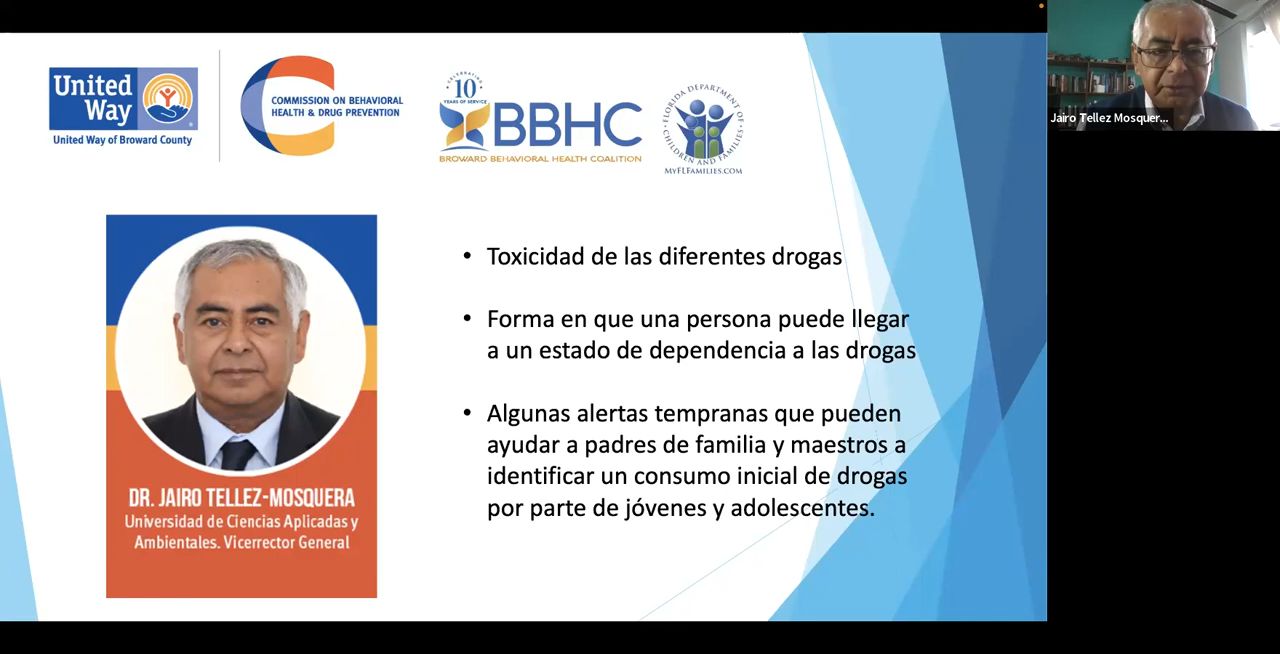 United
Way
United Way of Broward County
COMMISSION ON BEHAVIORAL
HEALTH & DRUG PREVENTION
CELEBRATING
10
YEARS OF SERVICE
BBHC
BROWARD BEHAVIORAL HEALTH COALITION
FLORIDA DEPARTMENT OF
CHILDREN AND FAMILIES
MYFLFAMILIES.COM
Jairo Tellez Mosquer...
• Toxicidad de las diferentes drogas
• Forma en que una persona puede llegar
a un estado de dependencia a las drogas
• Algunas alertas tempranas que pueden
ayudar a padres de familia y maestros a
identificar un consumo inicial de drogas
por parte de jóvenes y adolescentes.
DR. JAIRO TELLEZ-MOSQUERA
Universidad de Ciencias Aplicadas y
Ambientales. Vicerrector General